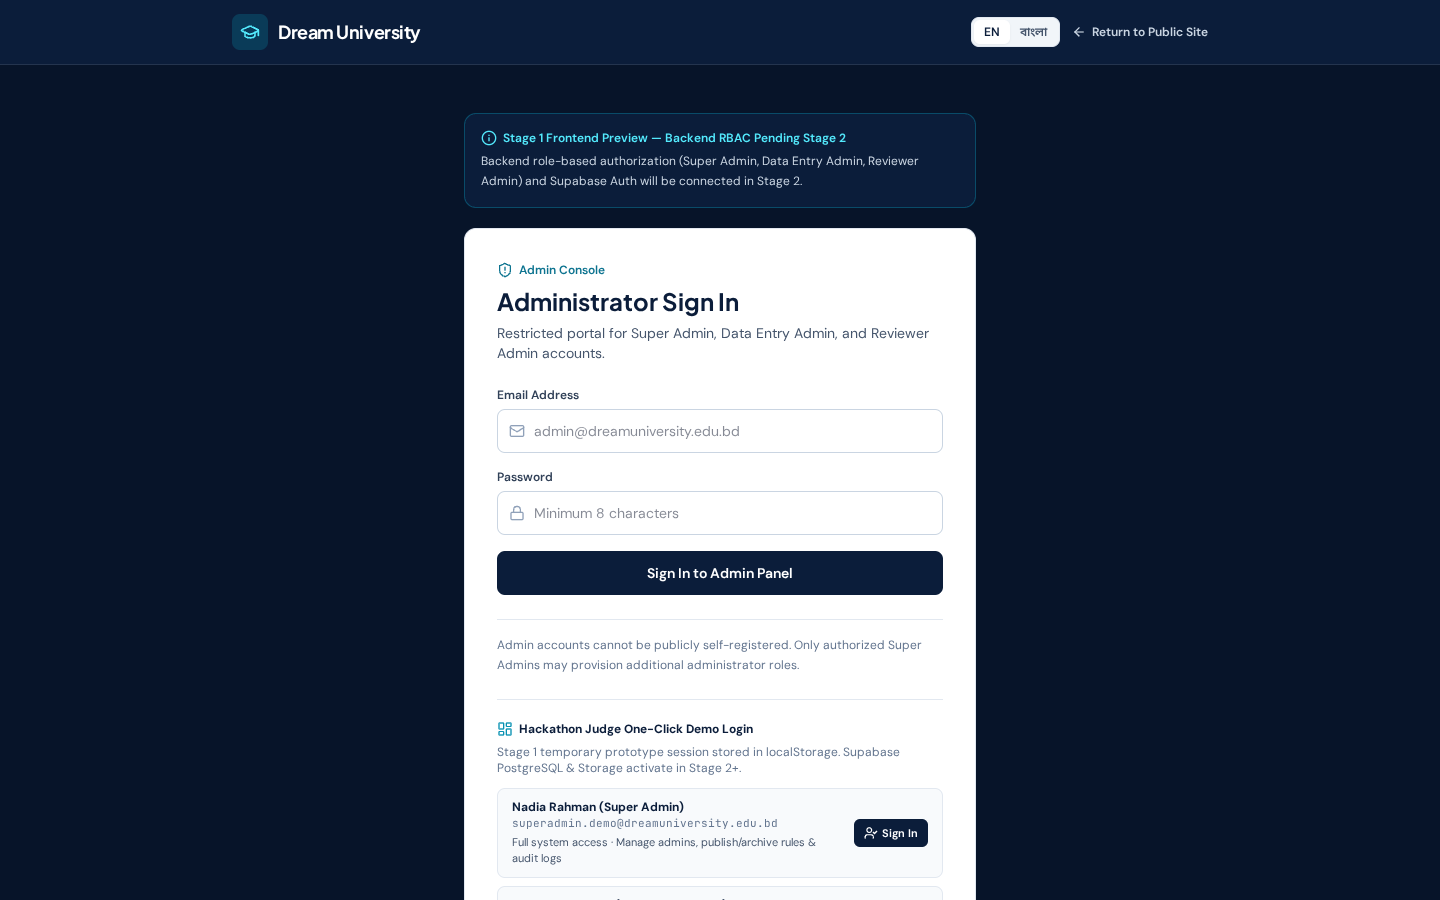 Dream University
EN
বাংলা
Return to Public Site
Stage 1 Frontend Preview — Backend RBAC Pending Stage 2
Backend role-based authorization (Super Admin, Data Entry Admin, Reviewer
Admin) and Supabase Auth will be connected in Stage 2.
Admin Console
Administrator Sign In
Restricted portal for Super Admin, Data Entry Admin, and Reviewer
Admin accounts.
Email Address
admin@dreamuniversity.edu.bd
Password
Minimum 8 characters
Sign In to Admin Panel
Admin accounts cannot be publicly self-registered. Only authorized Super
Admins may provision additional administrator roles.
Hackathon Judge One-Click Demo Login
Stage 1 temporary prototype session stored in localStorage. Supabase
PostgreSQL & Storage activate in Stage 2+.
Nadia Rahman (Super Admin)
superadmin.demo@dreamuniversity.edu.bd
Full system access · Manage admins, publish/archive rules &
audit logs
Sign In